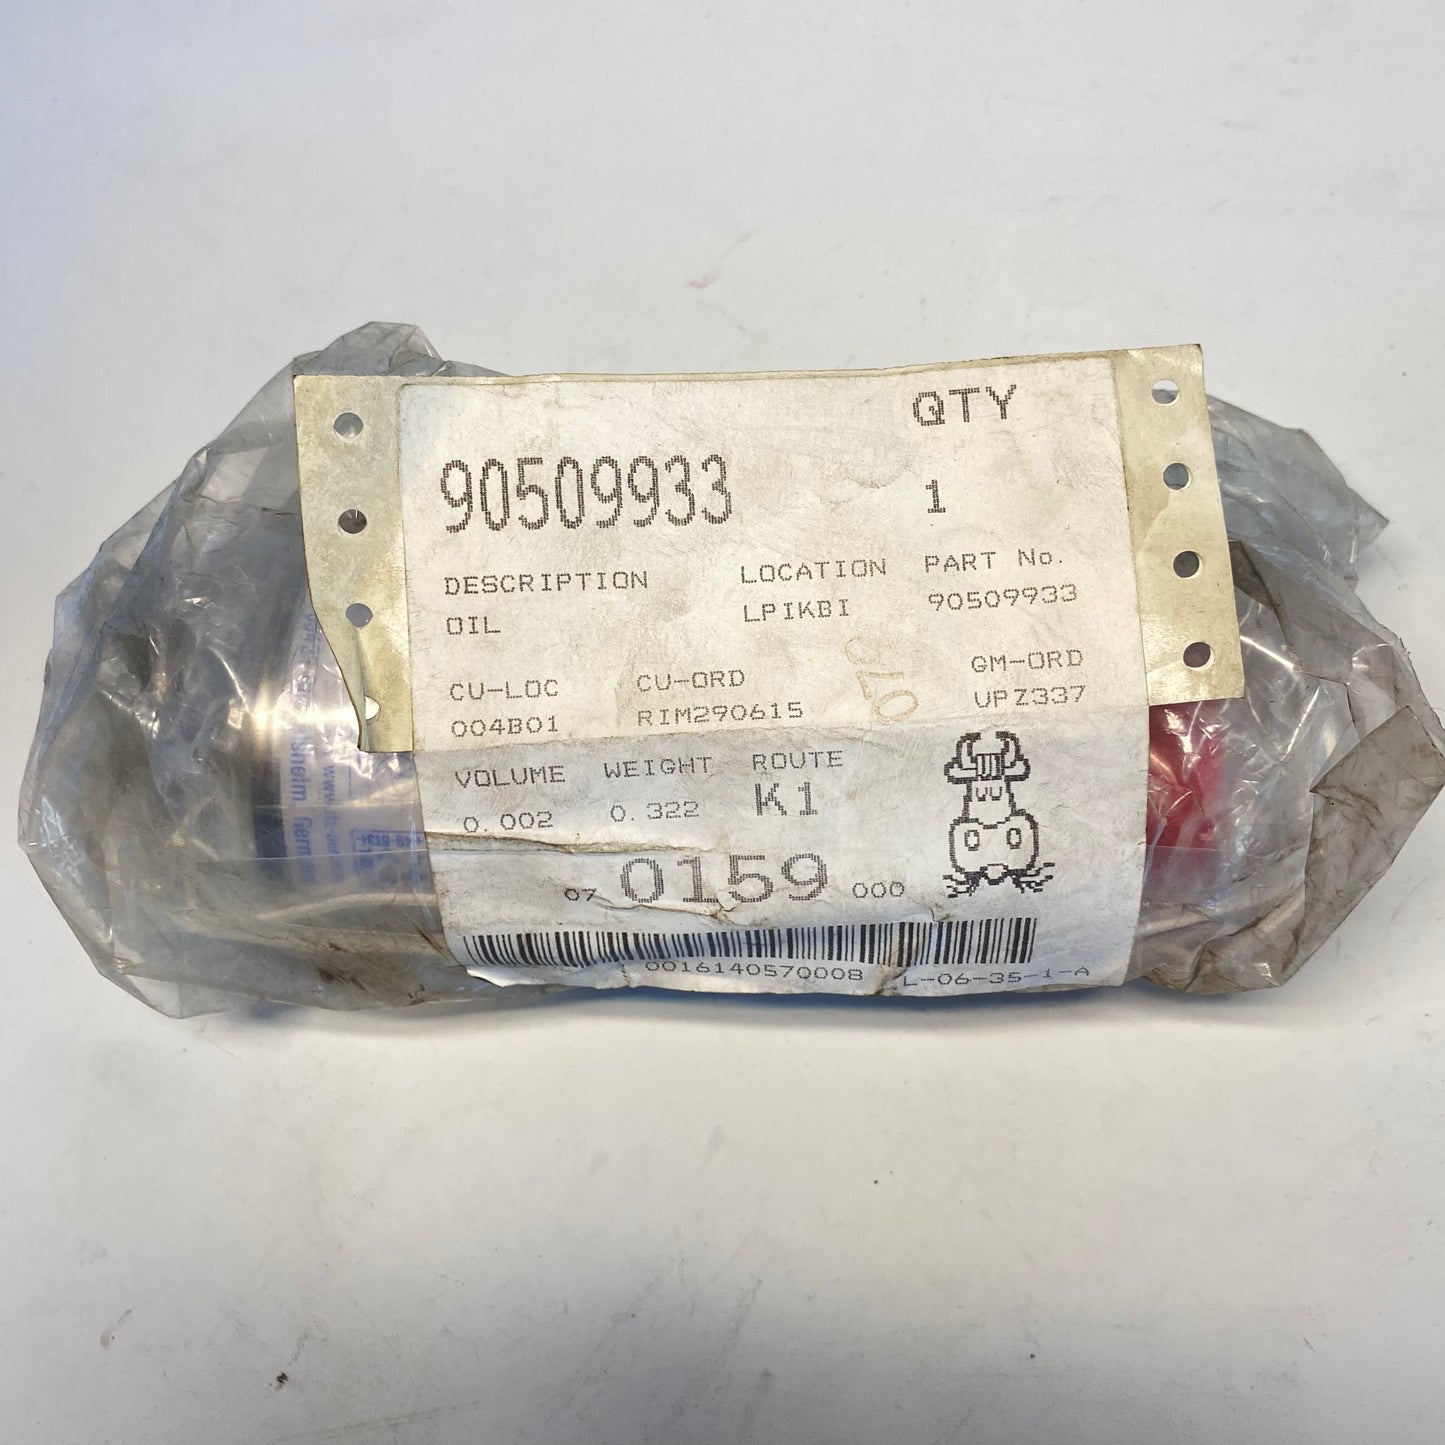 QTY
90509933 1
DESCRIPTION LOCATION PART No.
OIL LPIKBI 90509933
CU-LOC CU-ORD GM-ORD
004B01 RIM290615 VPZ337
VOLUME WEIGHT ROUTE
0.002 0.322 K1
07 0159 000
0016140570008 L-06-35-1-A